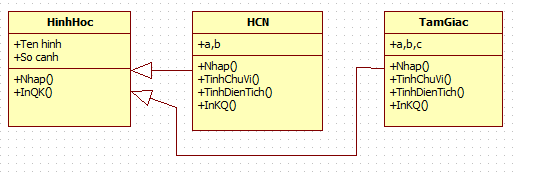 HinhHoc
+Ten hinh
+So canh
+Nhap()
+InQK()
HCN
+a,b
+Nhap()
+TinhChuVi()
+TinhDienTich()
+InKQ()
TamGiac
+a,b,c
+Nhap()
+TinhChuVi()
+TinhDienTich()
+InKQ()